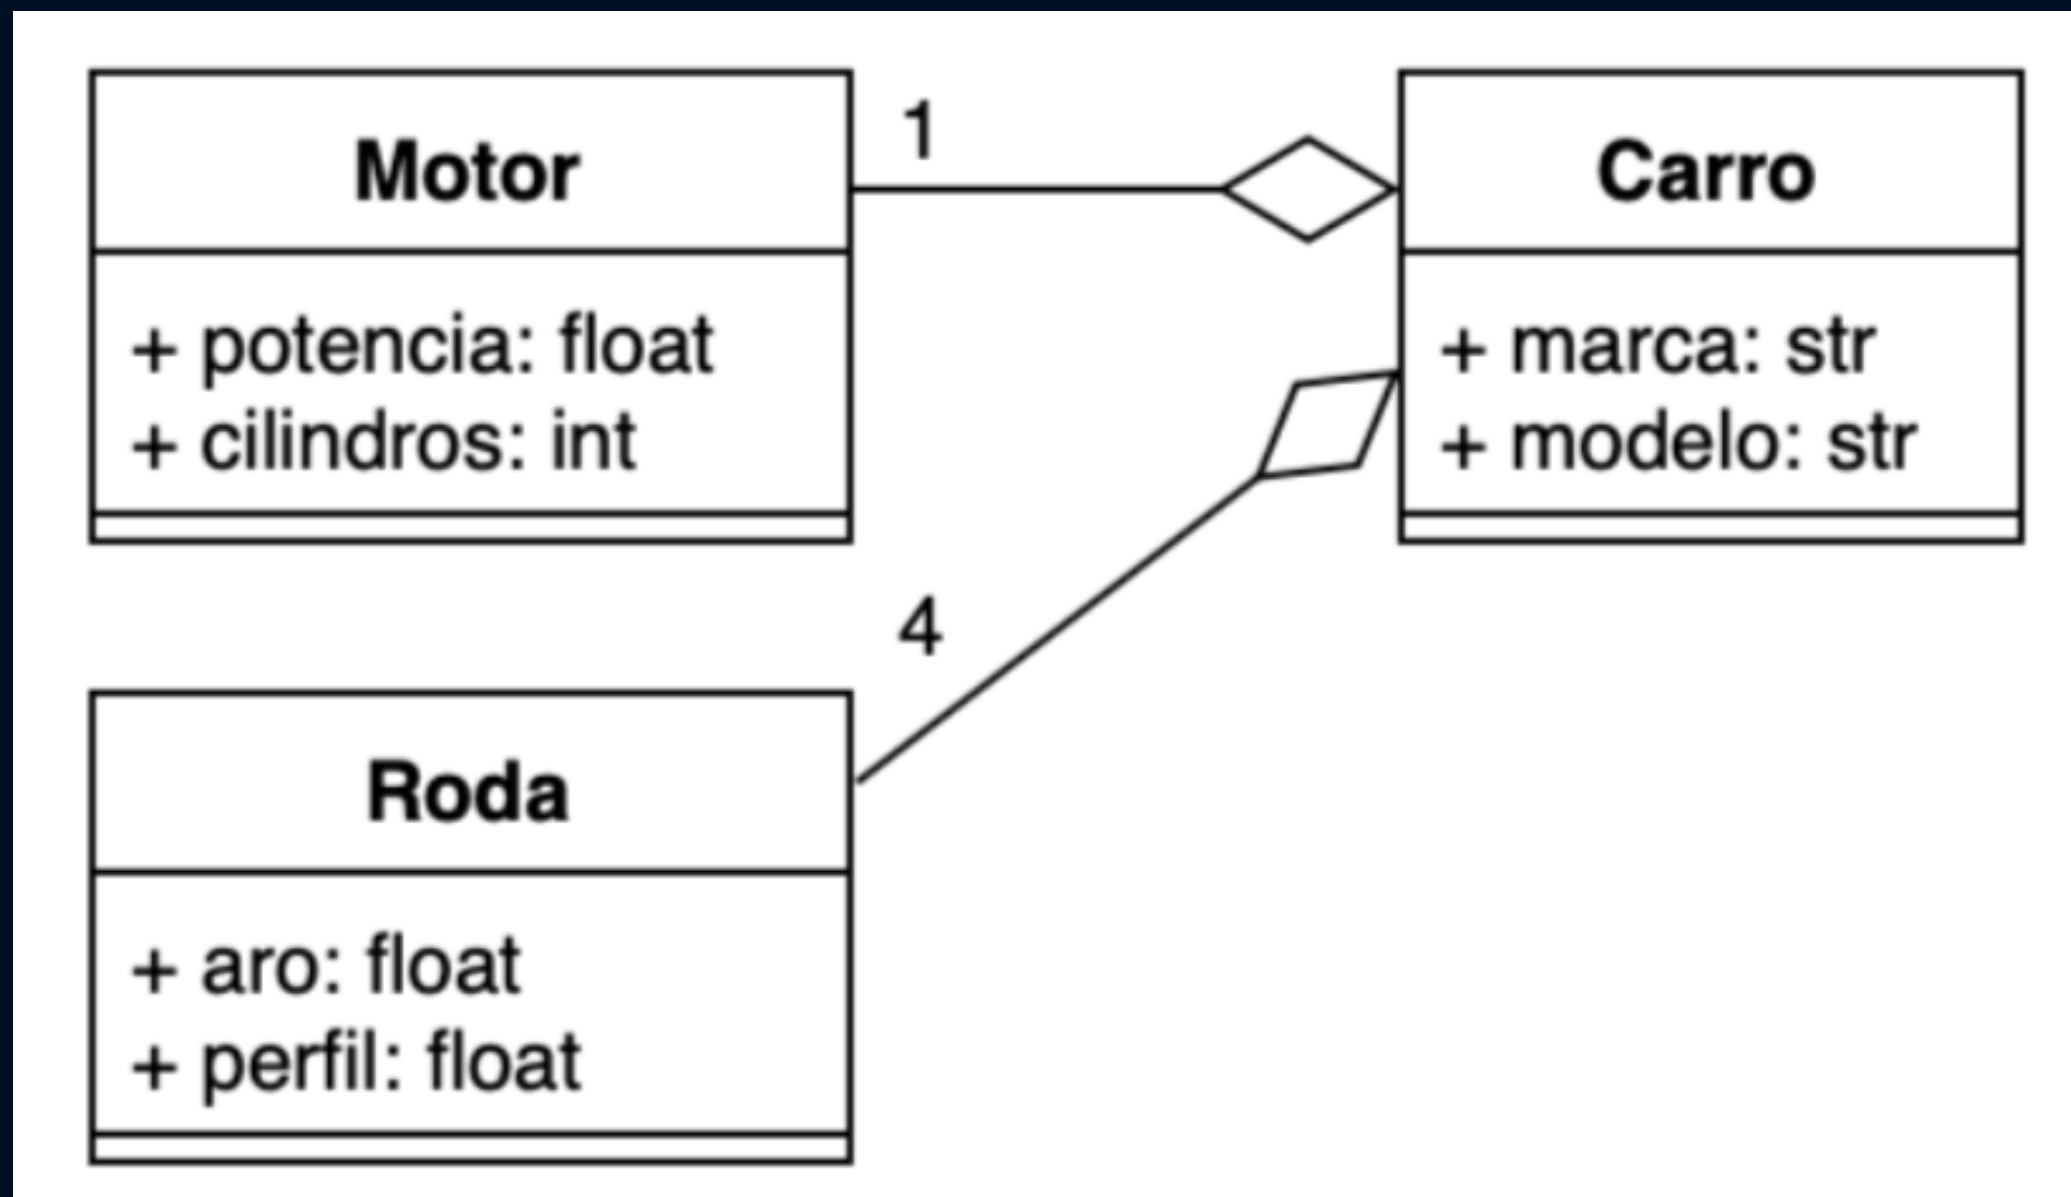 Motor
+ potencia: float
+ cilindros: int
1
Carro
+ marca: str
+ modelo: str
4
Roda
+ aro: float
+ perfil: float